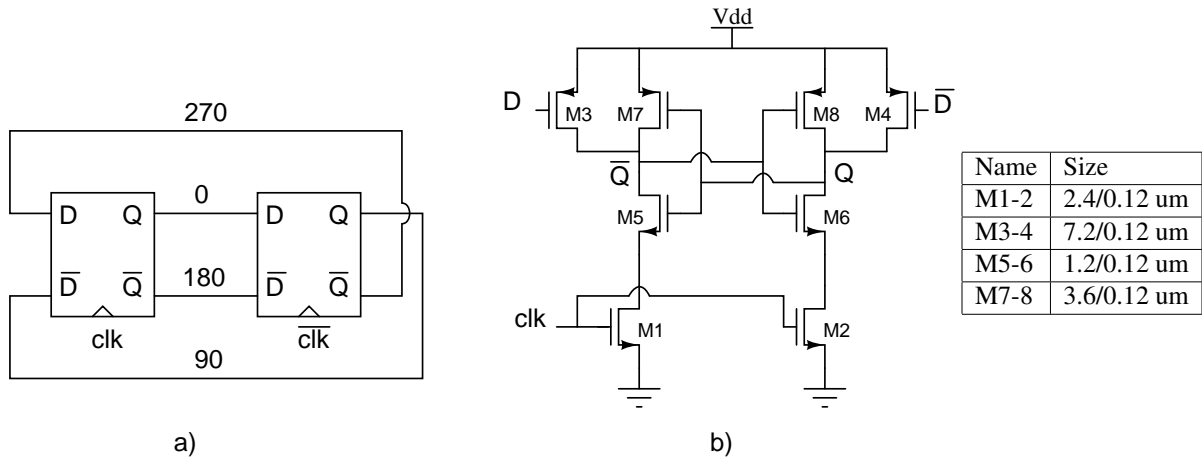 270
D Q
0
D Q
D̅ Q̅
180
D̅ Q̅
clk
c̅l̅k̅
90
a)
Vdd
D
M3
M7
M8
M4
D̅
Q̅
Q
M5
M6
clk
M1
M2
b)
Name Size
M1-2 2.4/0.12 um
M3-4 7.2/0.12 um
M5-6 1.2/0.12 um
M7-8 3.6/0.12 um